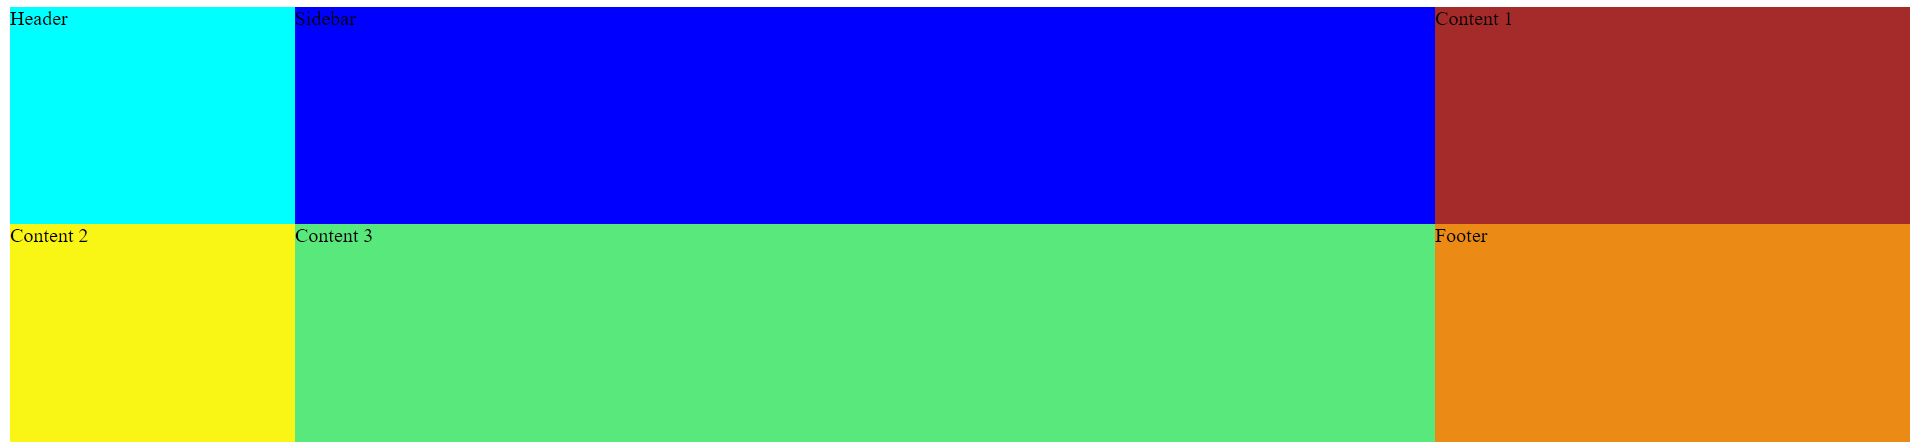 Header
Sidebar
Content 1
Content 2
Content 3
Footer